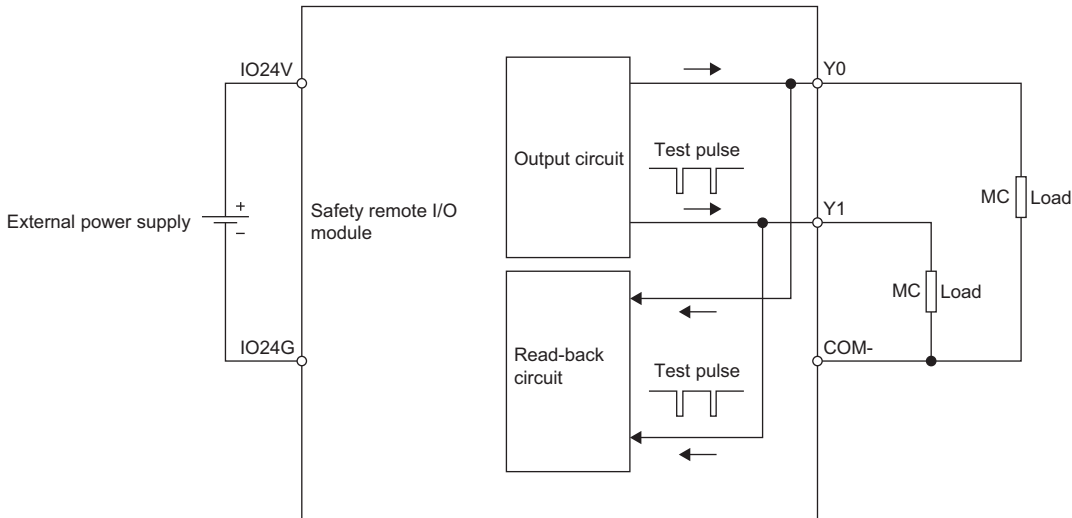 IO24V
Y0
Output circuit
Test pulse
External power supply
+
−
Safety remote I/O
module
Y1
MC
Load
MC
Load
IO24G
COM-
Read-back
circuit
Test pulse